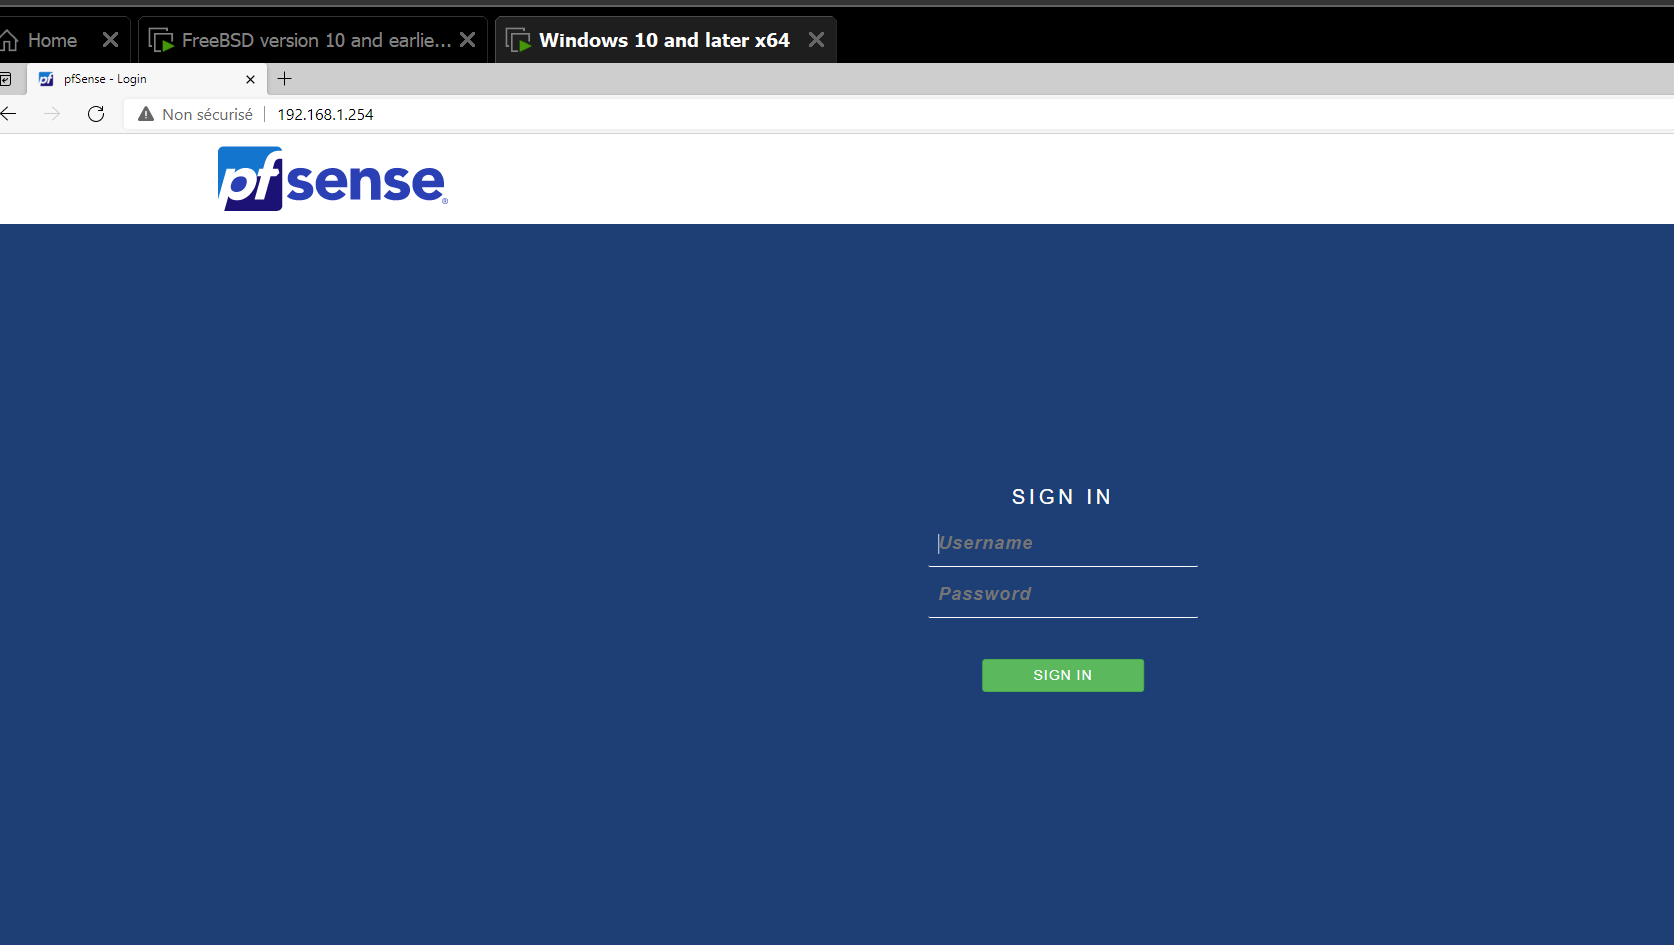 Home
FreeBSD version 10 and earlie...
Windows 10 and later x64
pfSense - Login
Non sécurisé
192.168.1.254
pfsense®
SIGN IN
Username
Password
SIGN IN